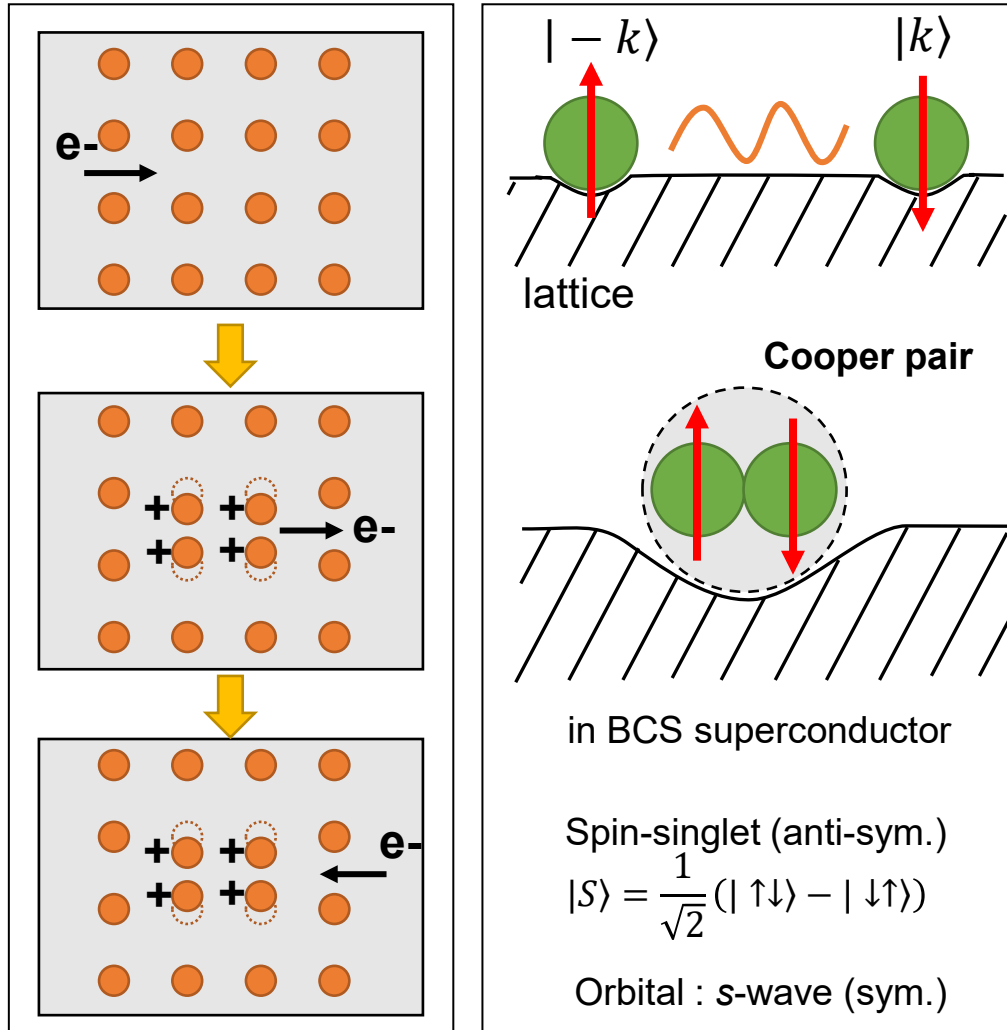 e-
+ +
+ + e-
e-
+ +
+ +
|−k⟩ |k⟩
lattice
Cooper pair
in BCS superconductor
Spin-singlet (anti-sym.)
|S⟩ = 1/√2 (| ↑↓⟩ − | ↓↑⟩)
Orbital : s-wave (sym.)